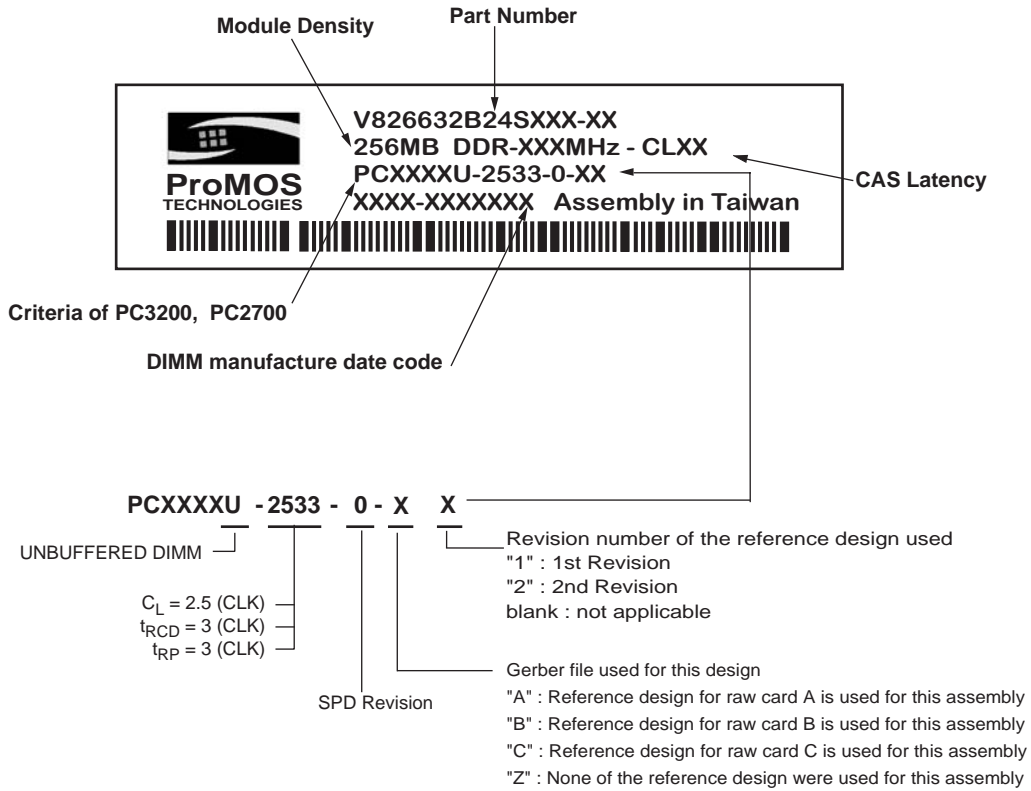 Module Density
Part Number
V826632B24SXXX-XX
256MB DDR-XXXMHz - CLXX
PCXXXXU-2533-0-XX
XXXX-XXXXXXX Assembly in Taiwan
ProMOS
TECHNOLOGIES
CAS Latency
Criteria of PC3200, PC2700
DIMM manufacture date code
PCXXXXU - 2533 - 0 - X X
UNBUFFERED DIMM
CL = 2.5 (CLK)
tRCD = 3 (CLK)
tRP = 3 (CLK)
SPD Revision
Revision number of the reference design used
"1" : 1st Revision
"2" : 2nd Revision
blank : not applicable
Gerber file used for this design
"A" : Reference design for raw card A is used for this assembly
"B" : Reference design for raw card B is used for this assembly
"C" : Reference design for raw card C is used for this assembly
"Z" : None of the reference design were used for this assembly